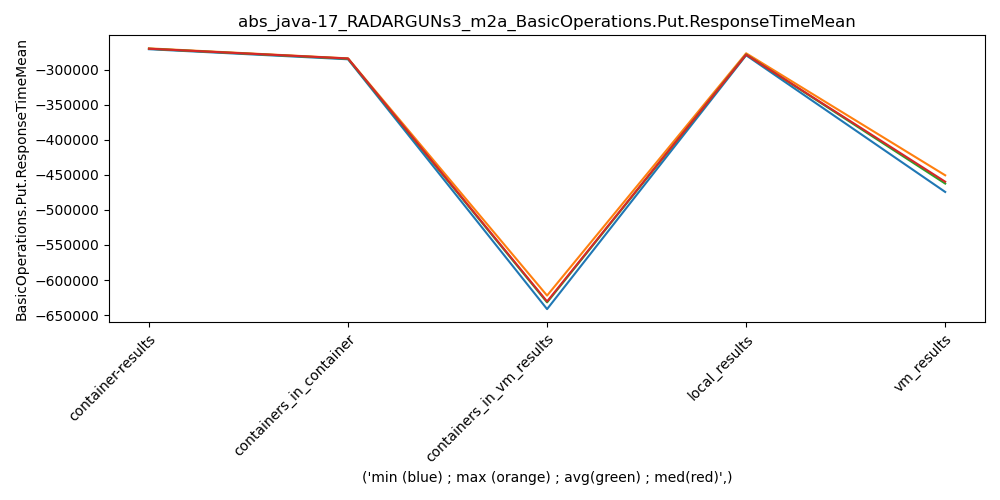 abs_java-17_RADARGUNs3_m2a_BasicOperations.Put.ResponseTimeMean
BasicOperations.Put.ResponseTimeMean
−300000
−350000
−400000
−450000
−500000
−550000
−600000
−650000
container-results
containers_in_container
containers_in_vm_results
local_results
vm_results
('min (blue) ; max (orange) ; avg(green) ; med(red)',)